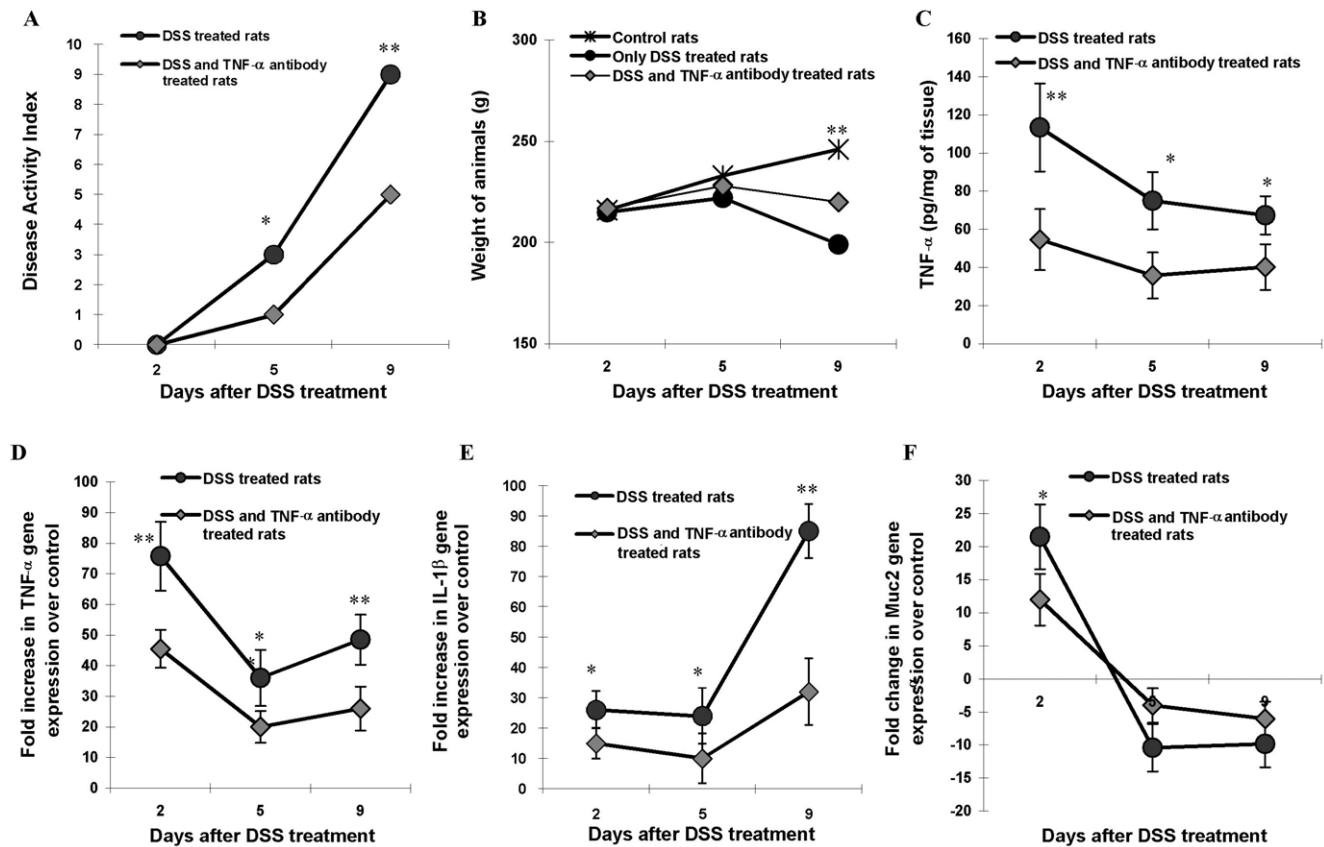 A
DSS treated rats
DSS and TNF-α antibody
treated rats
Disease Activity Index
10
9
8
7
6
5
4
3
2
1
0
*
**
2
5
9
Days after DSS treatment
B
Control rats
Only DSS treated rats
DSS and TNF-α antibody treated rats
Weight of animals (g)
300
250
200
150
**
2
5
9
Days after DSS treatment
C
DSS treated rats
DSS and TNF-α antibody treated rats
TNF-α (pg/mg of tissue)
160
140
120
100
80
60
40
20
0
**
*
*
2
5
9
Days after DSS treatment
D
DSS treated rats
DSS and TNF-α antibody
treated rats
Fold increase in TNF-α gene
expression over control
100
90
80
70
60
50
40
30
20
10
0
**
*
*
**
2
5
9
Days after DSS treatment
E
DSS treated rats
DSS and TNF-α antibody
treated rats
Fold increase in IL-1β gene
expression over control
100
90
80
70
60
50
40
30
20
10
0
*
*
**
2
5
9
Days after DSS treatment
F
DSS treated rats
DSS and TNF-α antibody
treated rats
Fold change in Muc2 gene
expression over control
30
25
20
15
10
5
0
-5
-10
-15
-20
*
2
5
9
Days after DSS treatment